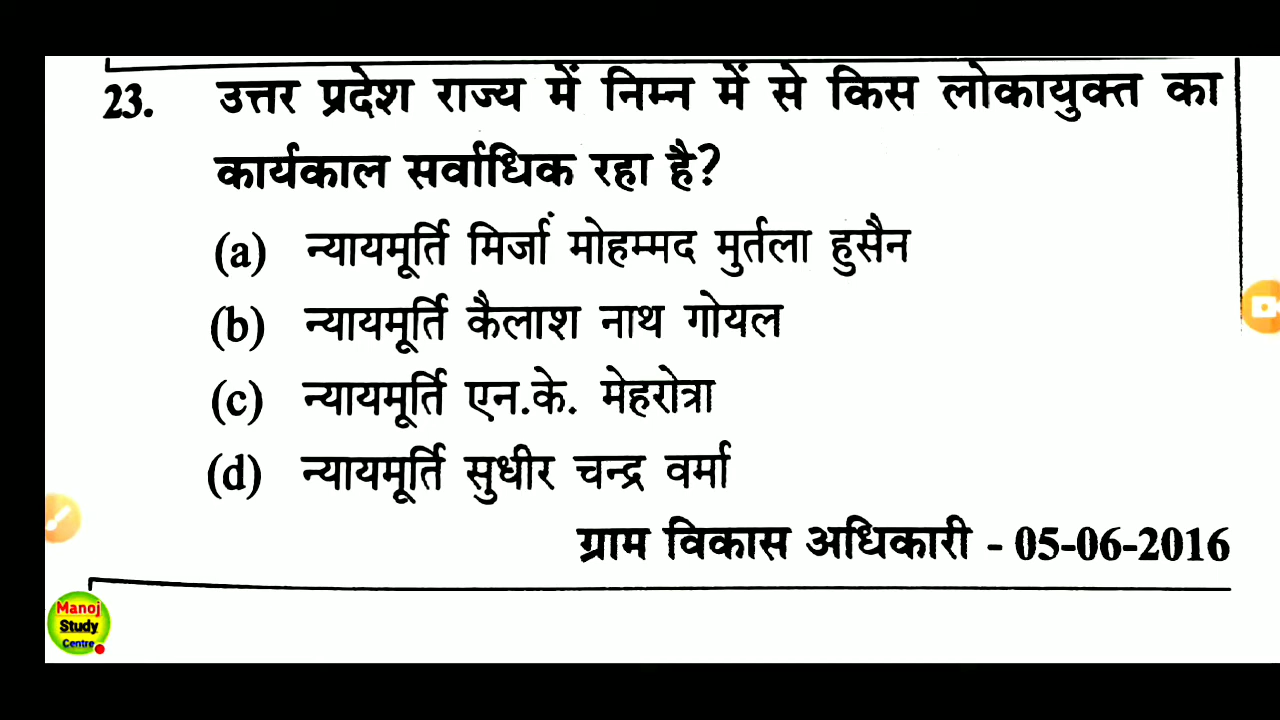 23. उत्तर प्रदेश राज्य में निम्न में से किस लोकायुक्त का
कार्यकाल सर्वाधिक रहा है?
(a) न्यायमूर्ति मिर्जा मोहम्मद मुर्तला हुसैन
(b) न्यायमूर्ति कैलाश नाथ गोयल
(c) न्यायमूर्ति एन.के. मेहरोत्रा
(d) न्यायमूर्ति सुधीर चन्द्र वर्मा
ग्राम विकास अधिकारी - 05-06-2016
Manoj
Study
Centre